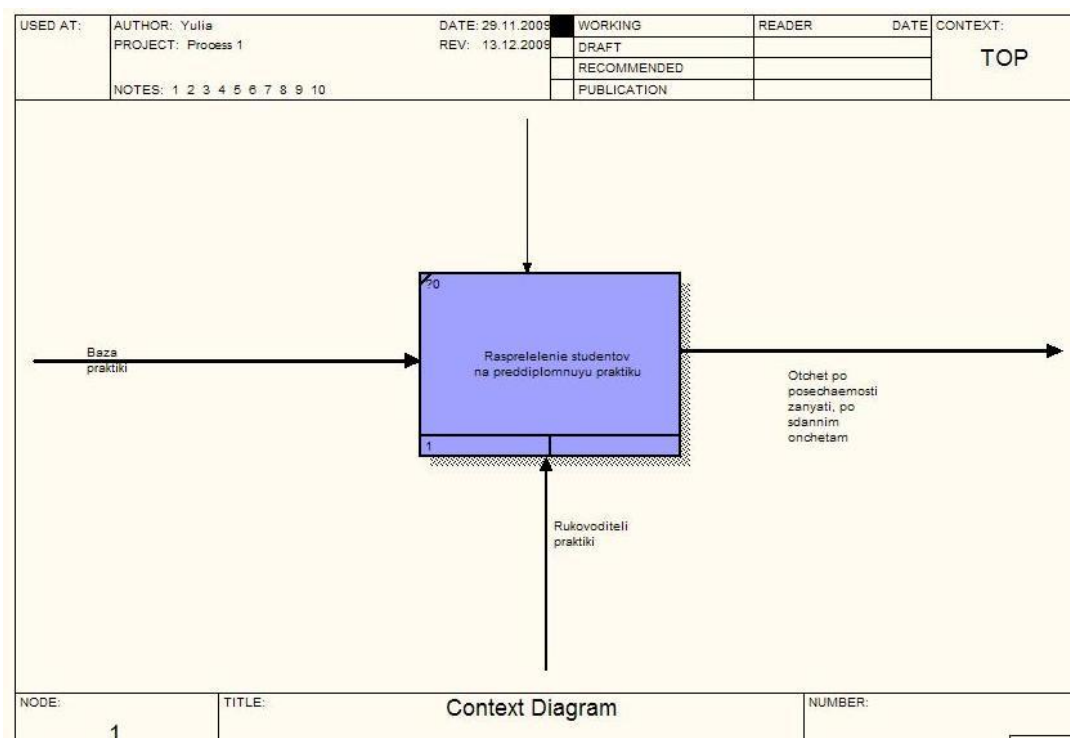 USED AT:
AUTHOR: Yulia
DATE: 29.11.2009
WORKING
READER
DATE
CONTEXT:
PROJECT: Process 1
REV: 13.12.2009
DRAFT
TOP
RECOMMENDED
NOTES: 1 2 3 4 5 6 7 8 9 10
PUBLICATION
?0
Baza
praktiki
Rasprelelenie studentov
na preddiplomnuyu praktiku
Otchet po
posechaemosti
zanyati, po
sdannim
onchetam
1
Rukovoditeli
praktiki
NODE:
TITLE:
Context Diagram
NUMBER:
1